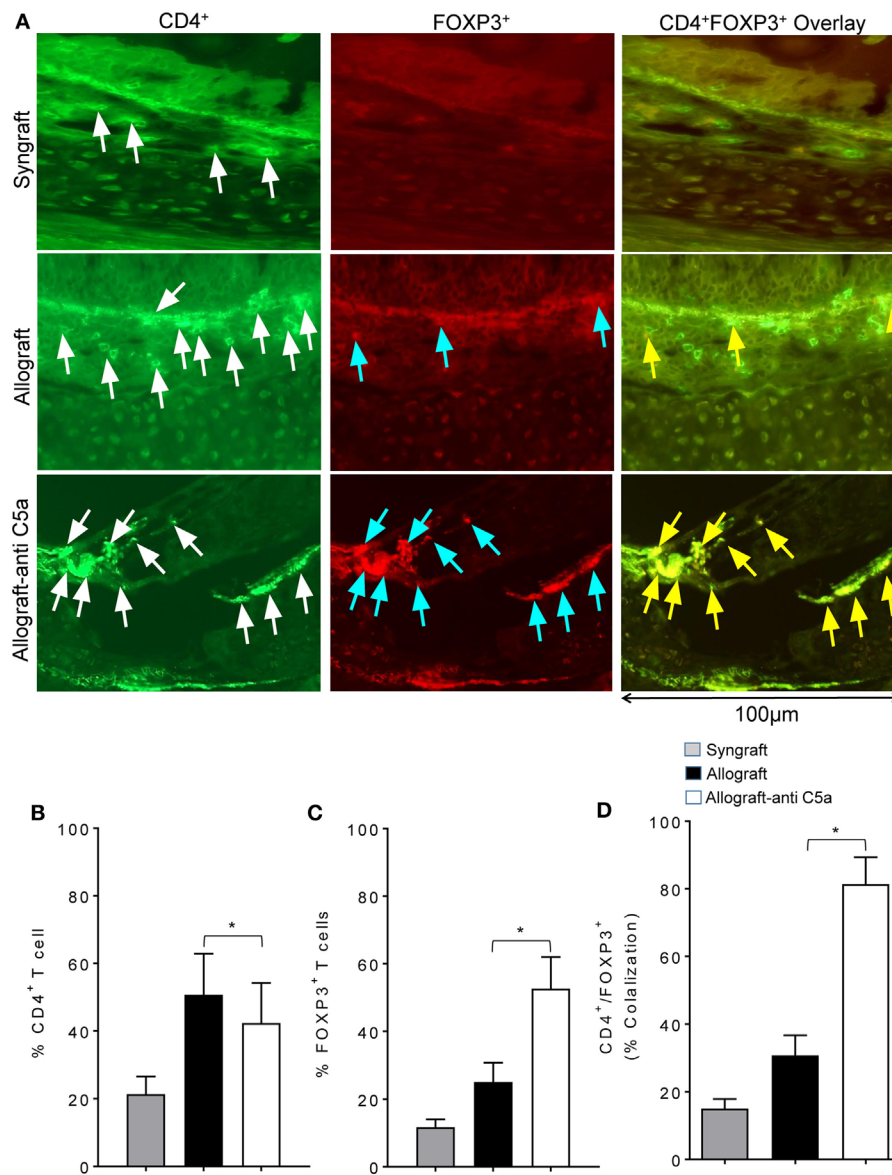 A
CD4⁺
FOXP3⁺
CD4⁺FOXP3⁺ Overlay
Syngraft
Allograft
Allograft-anti C5a
100µm
Syngraft
Allograft
Allograft-anti C5a
B
% CD4⁺ T cell
100
80
60
40
20
0
*
C
% FOXP3⁺ T cells
100
80
60
40
20
0
*
D
CD4⁺/FOXP3⁺
(% Colalization)
100
80
60
40
20
0
*